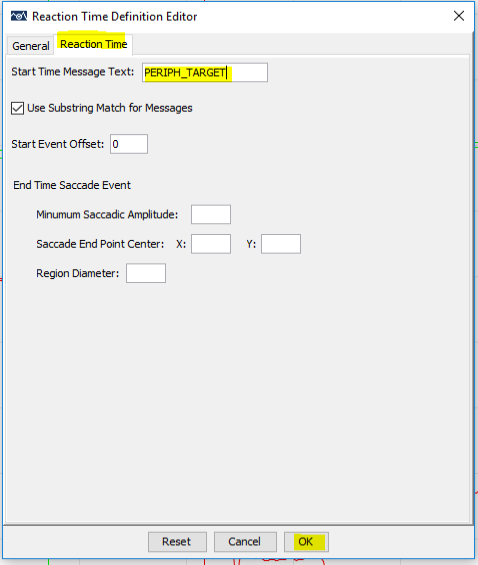 Reaction Time Definition Editor
General Reaction Time
Start Time Message Text: PERIPH_TARGET
Use Substring Match for Messages
Start Event Offset: 0
End Time Saccade Event
Minimum Saccadic Amplitude:
Saccade End Point Center: X: Y:
Region Diameter:
Reset Cancel OK